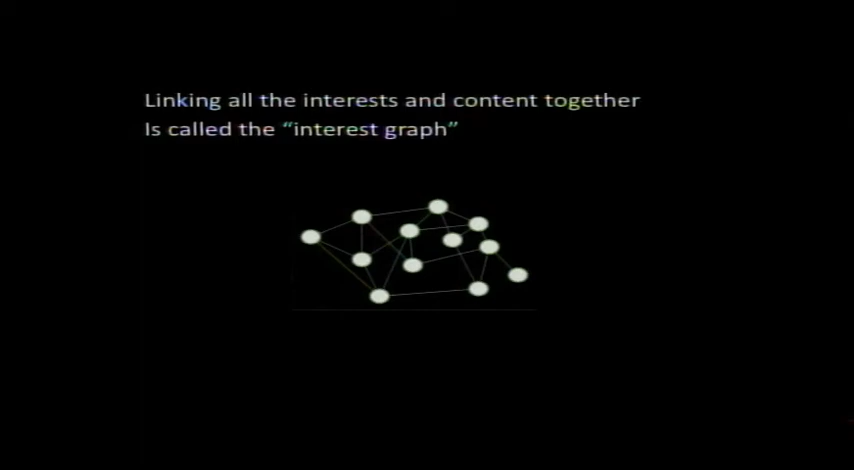 Linking all the interests and content together
Is called the “interest graph”